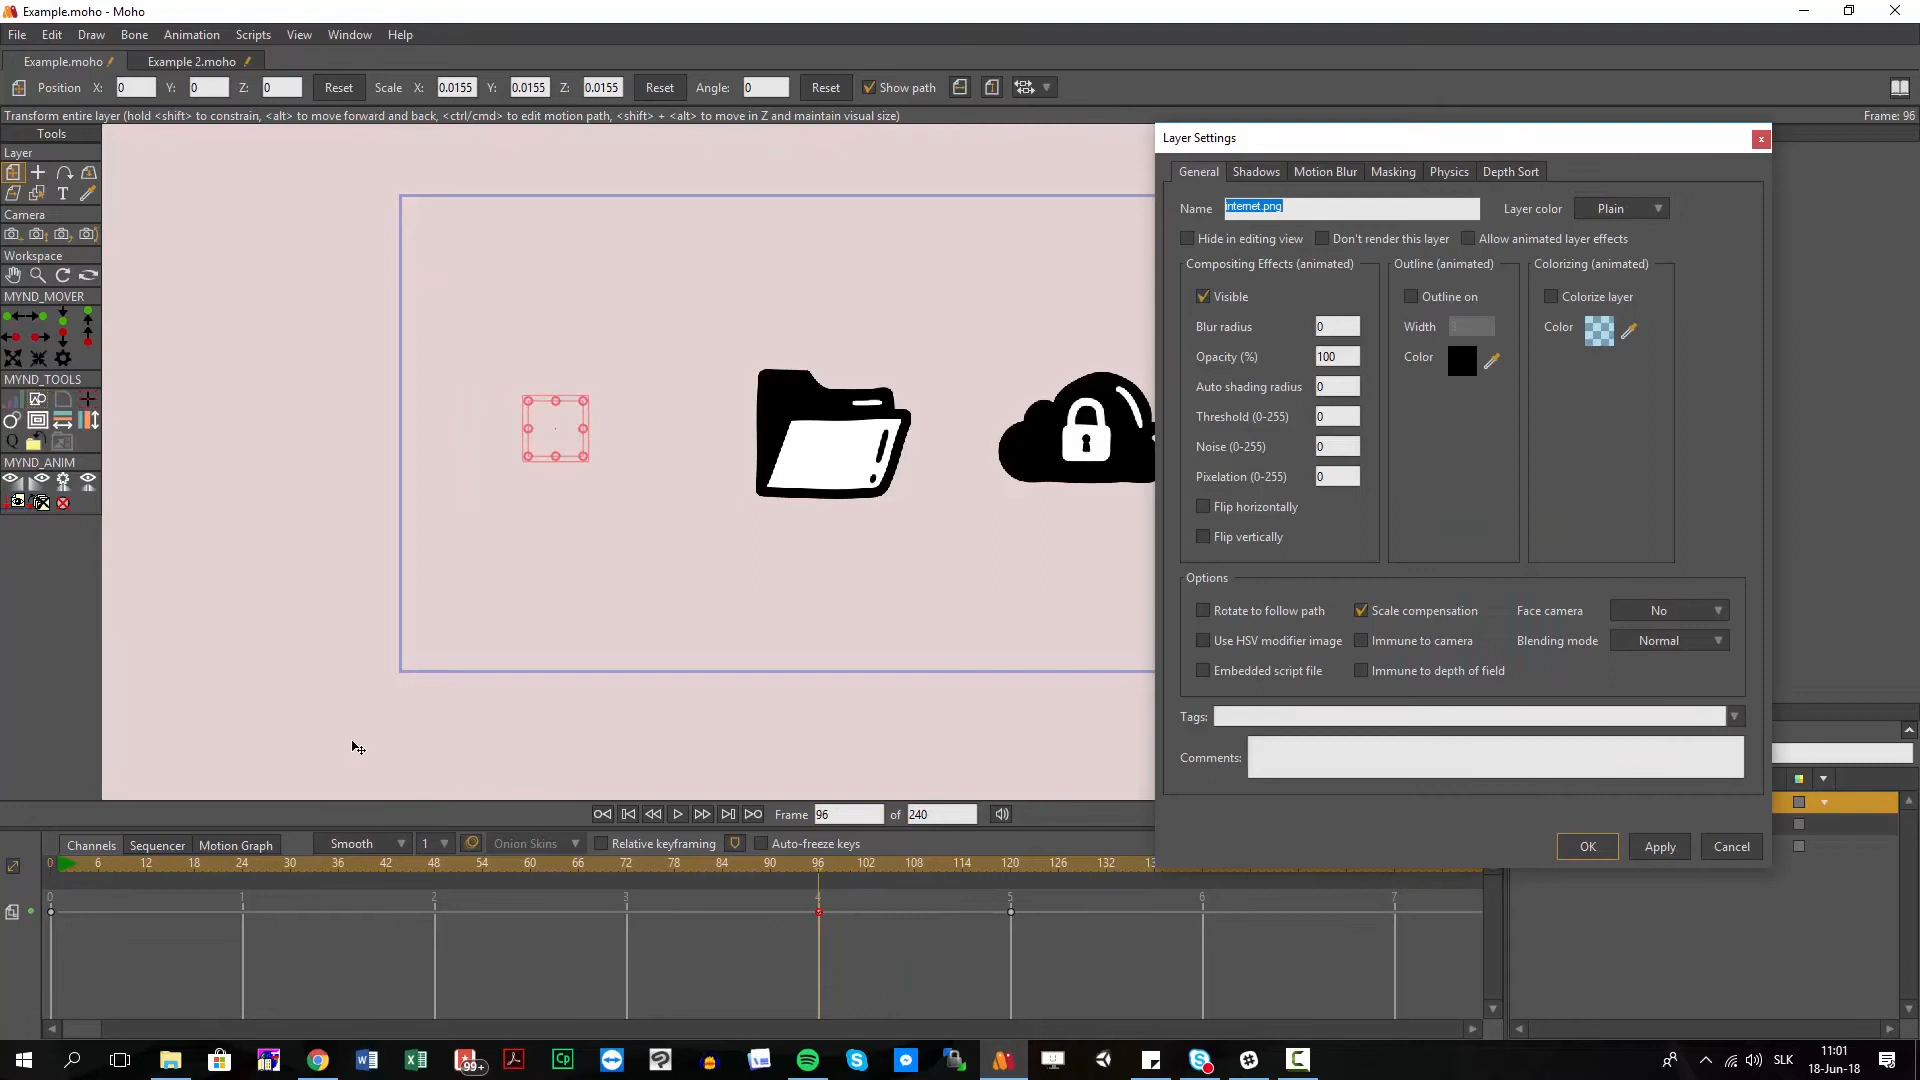 Example.moho - Moho
File Edit Draw Bone Animation Scripts View Window Help
Example.moho Example 2.moho
Position X: 0 Y: 0 Z: 0 Reset Scale X: 0.0155 Y: 0.0155 Z: 0.0155 Reset Angle: 0 Reset Show path
Transform entire layer (hold <shift> to constrain, <alt> to move forward and back, <ctrl/cmd> to edit motion path, <shift> + <alt> to move in Z and maintain visual size) Frame: 96
Tools
Layer
Camera
Workspace
MYND_MOVER
MYND_TOOLS
MYND_ANIM
Layer Settings
General Shadows Motion Blur Masking Physics Depth Sort
Name internet.png Layer color Plain
Hide in editing view Don't render this layer Allow animated layer effects
Compositing Effects (animated) Outline (animated) Colorizing (animated)
Visible Outline on Colorize layer
Blur radius 0 Width Color
Opacity (%) 100 Color
Auto shading radius 0
Threshold (0-255) 0
Noise (0-255) 0
Pixelation (0-255) 0
Flip horizontally
Flip vertically
Options
Rotate to follow path Scale compensation Face camera No
Use HSV modifier image Immune to camera Blending mode Normal
Embedded script file Immune to depth of field
Tags:
Comments:
OK Apply Cancel
Frame 96 of 240
Channels Sequencer Motion Graph Smooth 1 Onion Skins Relative keyframing Auto-freeze keys
0 6 12 18 24 30 36 42 48 54 60 66 72 78 84 90 96 102 108 114 120 126 132
0 1 2 3 4 5 6 7
99+
SLK
11:01
18-Jun-18